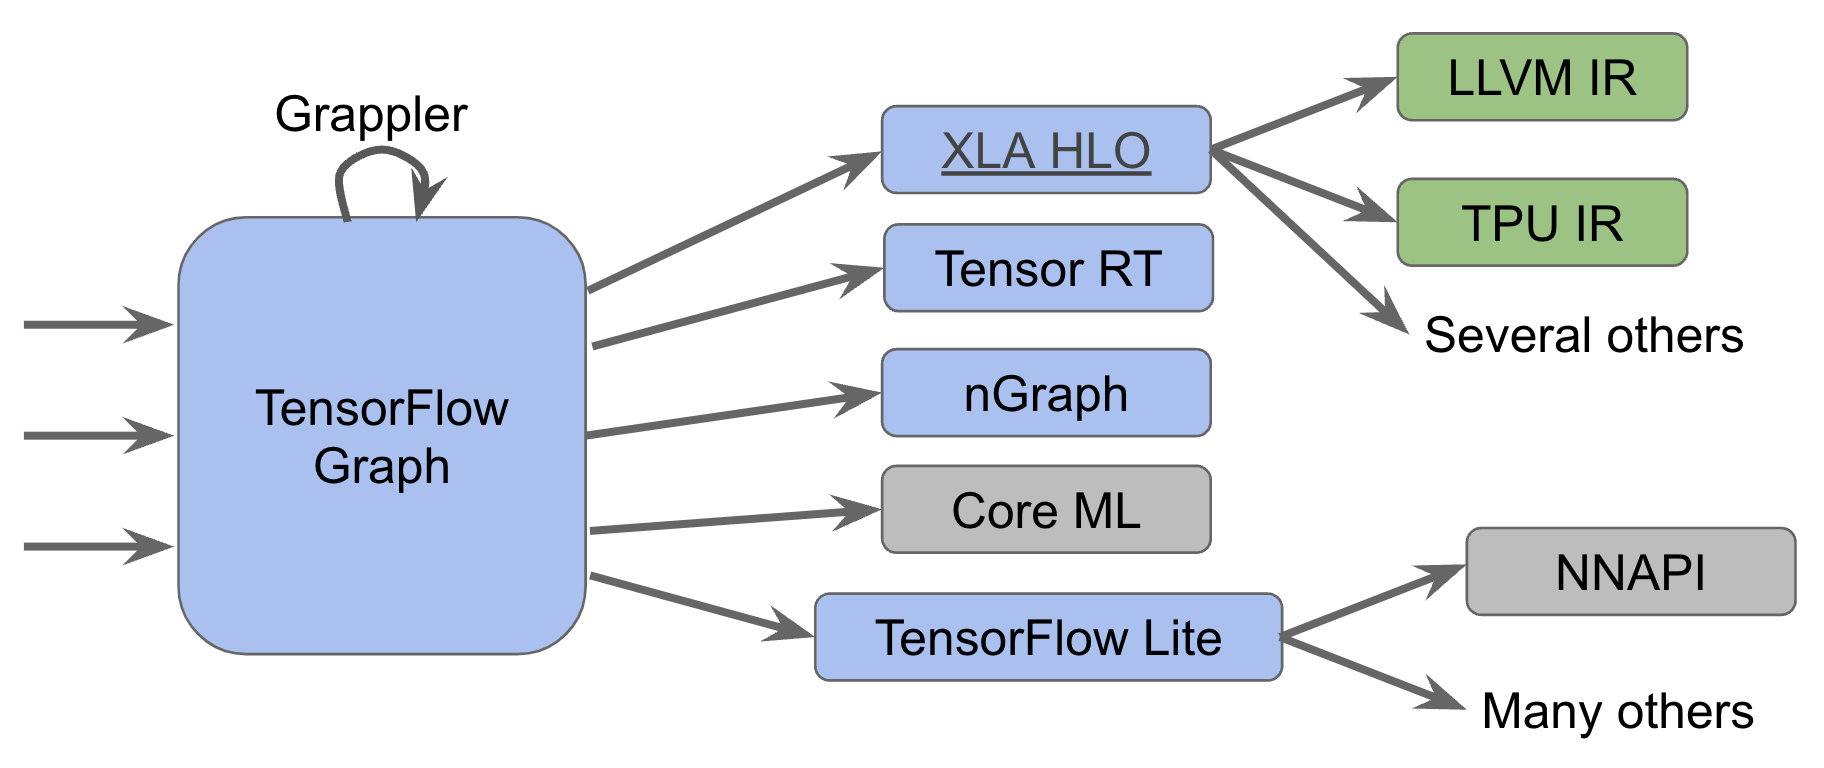 Grappler
TensorFlow
Graph
XLA HLO
Tensor RT
nGraph
Core ML
TensorFlow Lite
LLVM IR
TPU IR
Several others
NNAPI
Many others